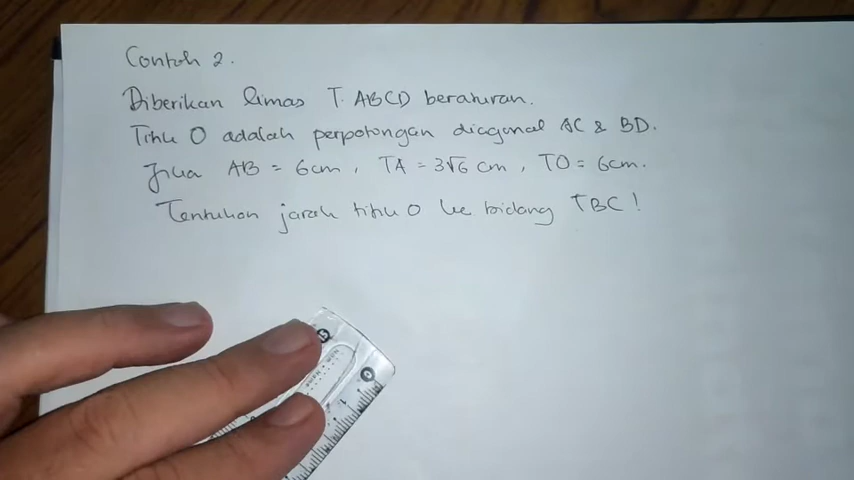 Contoh 2.
Diberikan limas T. ABCD beraturan.
Titik O adalah perpotongan diagonal AC & BD.
Jika AB = 6cm, TA = 3√6 cm, TO = 6cm.
Tentukan jarak titik O ke bidang TBC!